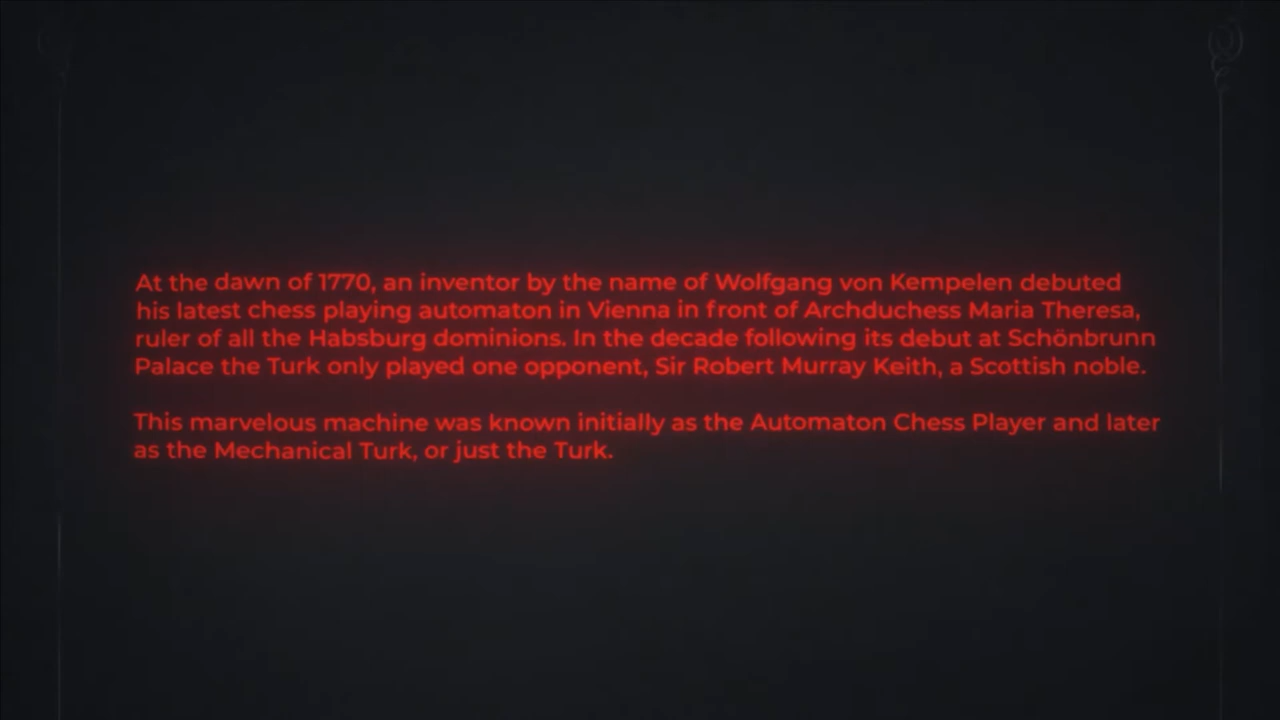 At the dawn of 1770, an inventor by the name of Wolfgang von Kempelen debuted
his latest chess playing automaton in Vienna in front of Archduchess Maria Theresa,
ruler of all the Habsburg dominions. In the decade following its debut at Schönbrunn
Palace the Turk only played one opponent, Sir Robert Murray Keith, a Scottish noble.
This marvelous machine was known initially as the Automaton Chess Player and later
as the Mechanical Turk, or just the Turk.